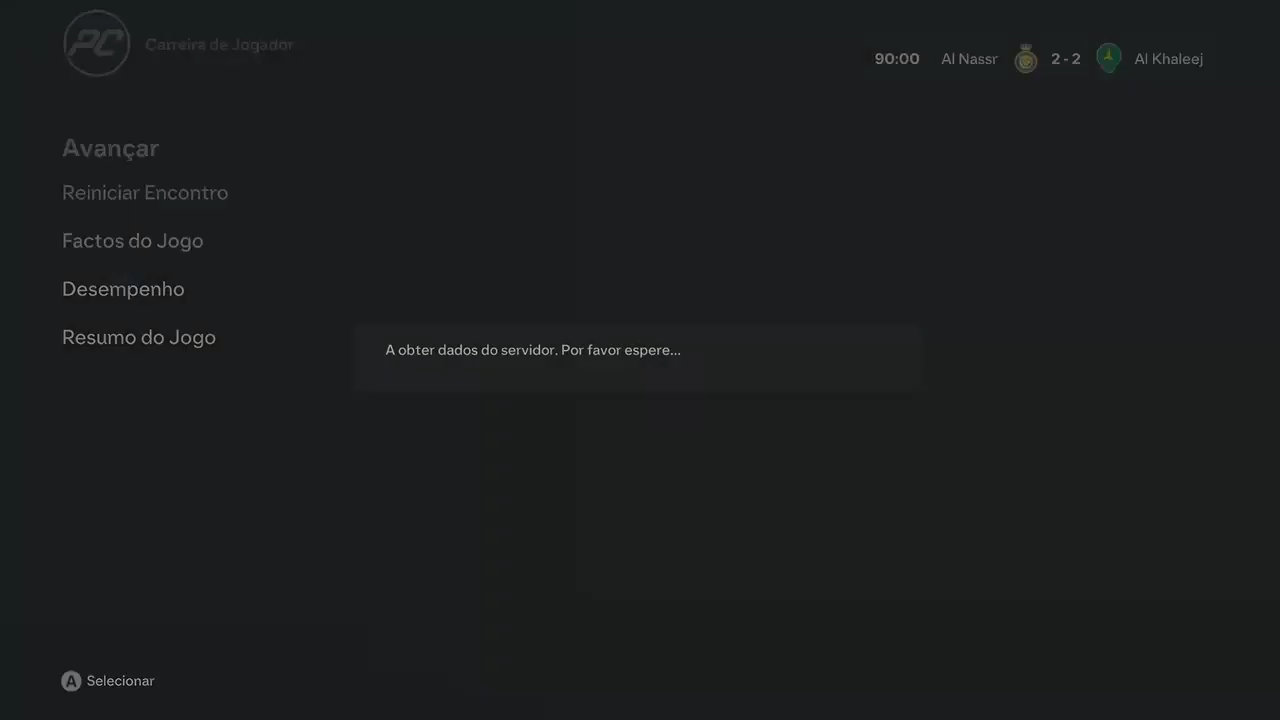 PC Carreira de Jogador
90:00 Al Nassr 2 - 2 Al Khaleej
Avançar
Reiniciar Encontro
Factos do Jogo
Desempenho
Resumo do Jogo
A obter dados do servidor. Por favor espere...
A Selecionar